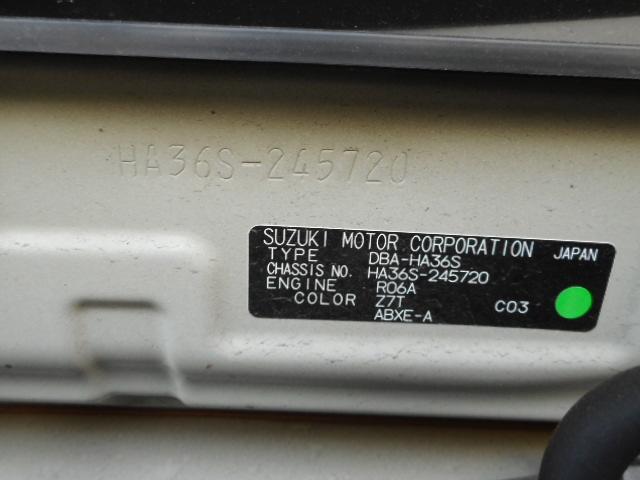 HA36S-245720
SUZUKI MOTOR CORPORATION JAPAN
TYPE DBA-HA36S
CHASSIS NO. HA36S-245720
ENGINE R06A
COLOR Z7T C03
ABXE-A